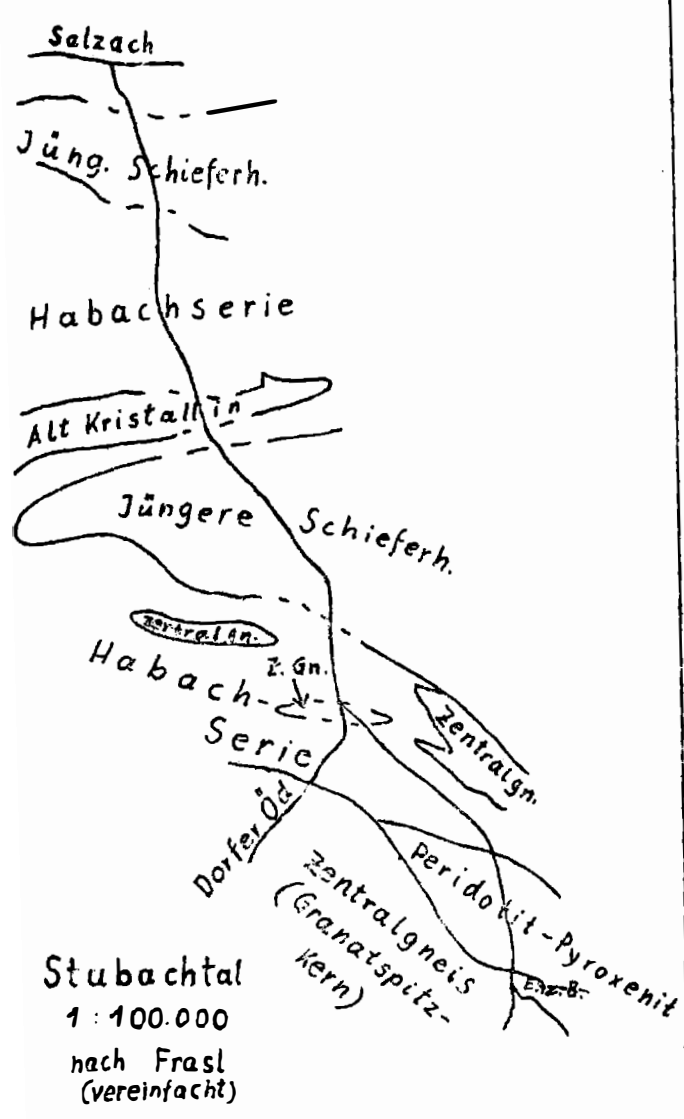 Salzach
Jüng. Schieferh.
Habachserie
Alt Kristallin
Jüngere Schieferh.
Zentralgn.
Z. Gn.
Habach-
Serie
Zentralgn.
Dorfer Öd
Peridotit-Pyroxenit
Zentralgneis
(Granatspitz-
Kern)
Stubachtal
1 : 100.000
nach Frasl
(vereinfacht)